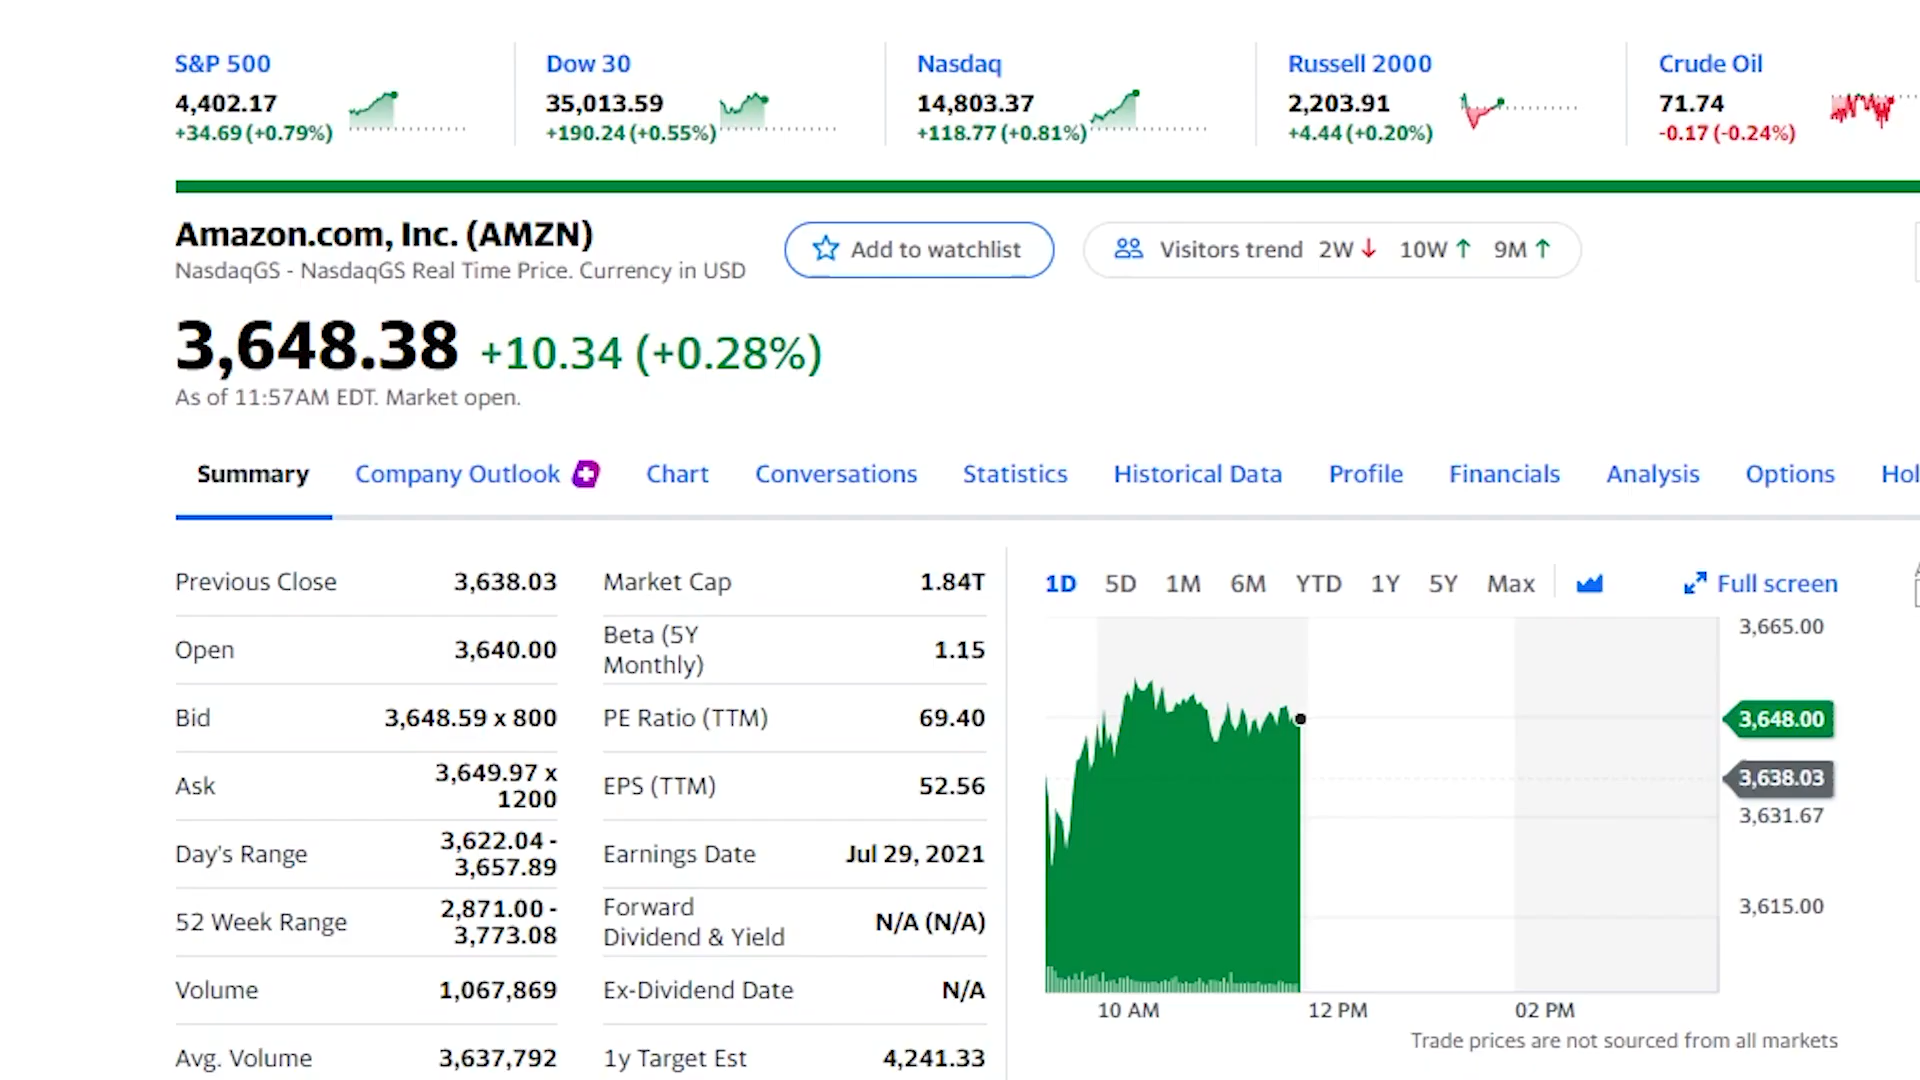 S&P 500
Dow 30
Nasdaq
Russell 2000
Crude Oil
4,402.17
35,013.59
14,803.37
2,203.91
71.74
+34.69 (+0.79%)
+190.24 (+0.55%)
+118.77 (+0.81%)
+4.44 (+0.20%)
-0.17 (-0.24%)
Amazon.com, Inc. (AMZN)
NasdaqGS - NasdaqGS Real Time Price. Currency in USD
Add to watchlist
Visitors trend 2W 10W 9M
3,648.38 +10.34 (+0.28%)
As of 11:57AM EDT. Market open.
Summary
Company Outlook
Chart
Conversations
Statistics
Historical Data
Profile
Financials
Analysis
Options
Hol
Previous Close 3,638.03
Open 3,640.00
Bid 3,648.59 x 800
Ask 3,649.97 x
1200
Day's Range 3,622.04 -
3,657.89
52 Week Range 2,871.00 -
3,773.08
Volume 1,067,869
Avg. Volume 3,637,792
Market Cap 1.84T
Beta (5Y
Monthly) 1.15
PE Ratio (TTM) 69.40
EPS (TTM) 52.56
Earnings Date Jul 29, 2021
Forward
Dividend & Yield N/A (N/A)
Ex-Dividend Date N/A
1y Target Est 4,241.33
1D 5D 1M 6M YTD 1Y 5Y Max
Full screen
3,665.00
3,648.00
3,638.03
3,631.67
3,615.00
10 AM 12 PM 02 PM
Trade prices are not sourced from all markets